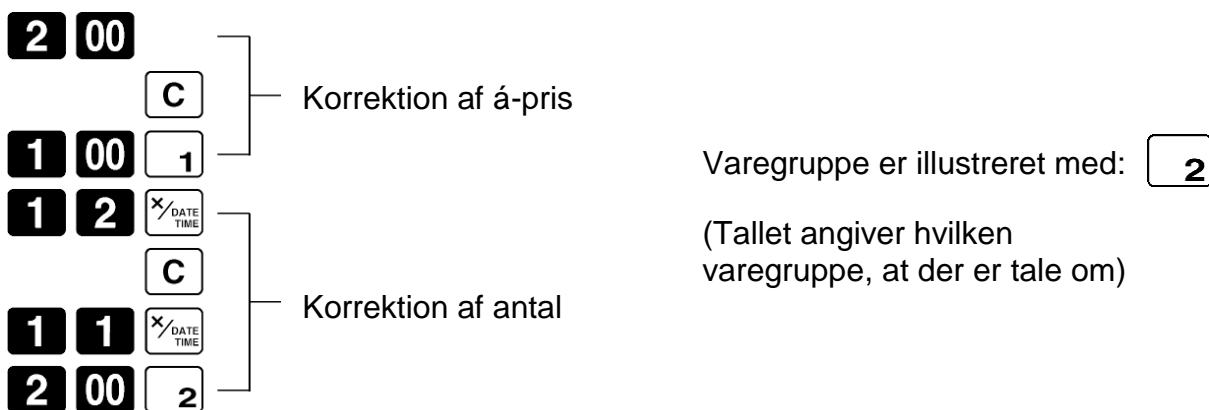 2 00
C
Korrektion af á-pris
1 00 1
Varegruppe er illustreret med: 2
1 2 X/DATE TIME
(Tallet angiver hvilken
varegruppe, at der er tale om)
C
Korrektion af antal
1 1 X/DATE TIME
2 00 2